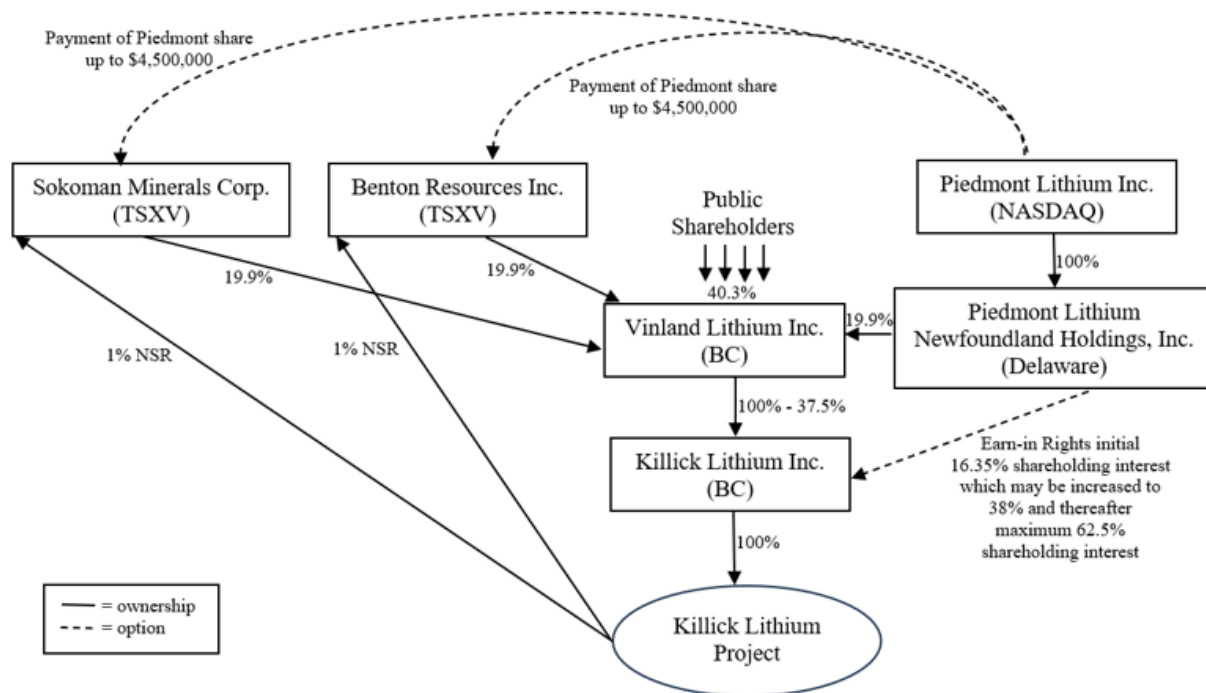 Payment of Piedmont share
up to $4,500,000
Payment of Piedmont share
up to $4,500,000
Sokoman Minerals Corp.
(TSXV)
Benton Resources Inc.
(TSXV)
Public
Shareholders
Piedmont Lithium Inc.
(NASDAQ)
19.9%
19.9%
40.3%
100%
Vinland Lithium Inc.
(BC)
19.9%
Piedmont Lithium
Newfoundland Holdings, Inc.
(Delaware)
1% NSR
1% NSR
100% - 37.5%
Killick Lithium Inc.
(BC)
Earn-in Rights initial
16.35% shareholding interest
which may be increased to
38% and thereafter
maximum 62.5%
shareholding interest
100%
= ownership
= option
Killick Lithium
Project